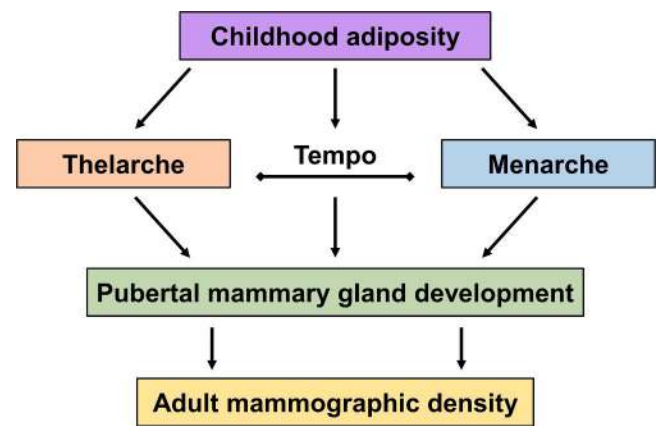 Childhood adiposity
Thelarche
Tempo
Menarche
Pubertal mammary gland development
Adult mammographic density